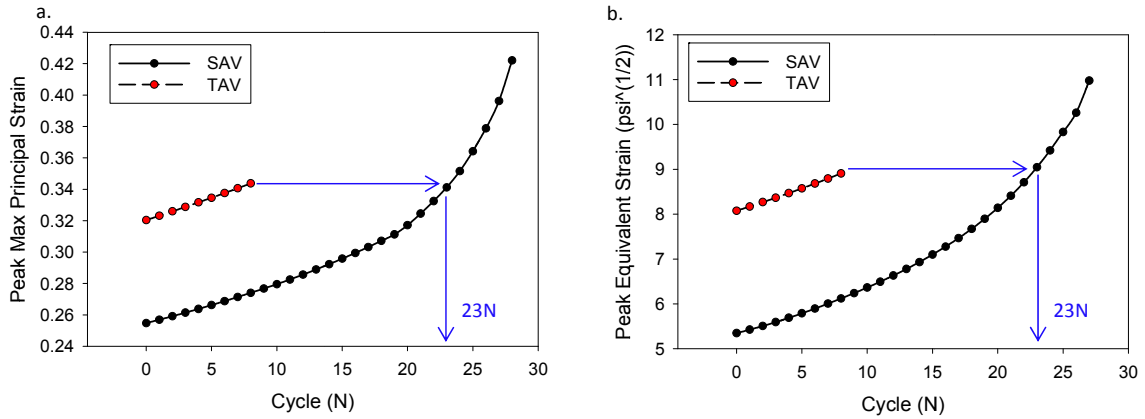 a.
0.44
0.42
0.40
0.38
0.36
0.34
0.32
0.30
0.28
0.26
0.24
Peak Max Principal Strain
SAV
TAV
23N
0
5
10
15
20
25
30
Cycle (N)
b.
12
11
10
9
8
7
6
5
Peak Equivalent Strain (psi^(1/2))
SAV
TAV
23N
0
5
10
15
20
25
30
Cycle (N)